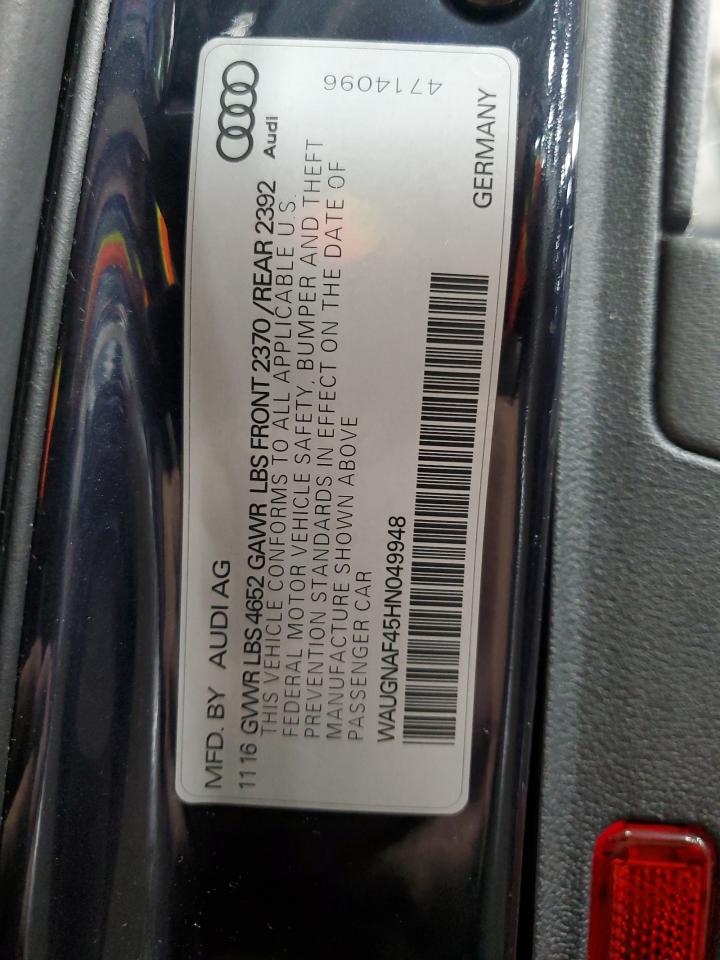 Audi
MFD. BY AUDI AG
11 16 GVWR LBS 4652 GAWR LBS FRONT 2370 /REAR 2392
THIS VEHICLE CONFORMS TO ALL APPLICABLE U.S.
FEDERAL MOTOR VEHICLE SAFETY, BUMPER AND THEFT
PREVENTION STANDARDS IN EFFECT ON THE DATE OF
MANUFACTURE SHOWN ABOVE
PASSENGER CAR
WAUGNAF45HN049948
GERMANY
4714096